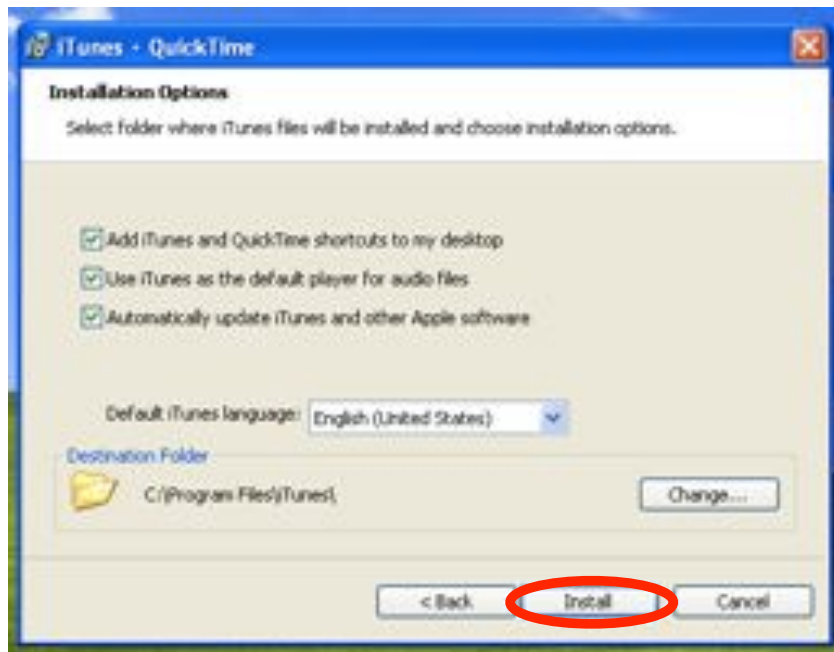 iTunes + QuickTime
Installation Options
Select folder where iTunes files will be installed and choose installation options.
Add iTunes and QuickTime shortcuts to my desktop
Use iTunes as the default player for audio files
Automatically update iTunes and other Apple software
Default iTunes language: English (United States)
Destination Folder
C:\Program Files\iTunes\
Change...
< Back Install Cancel